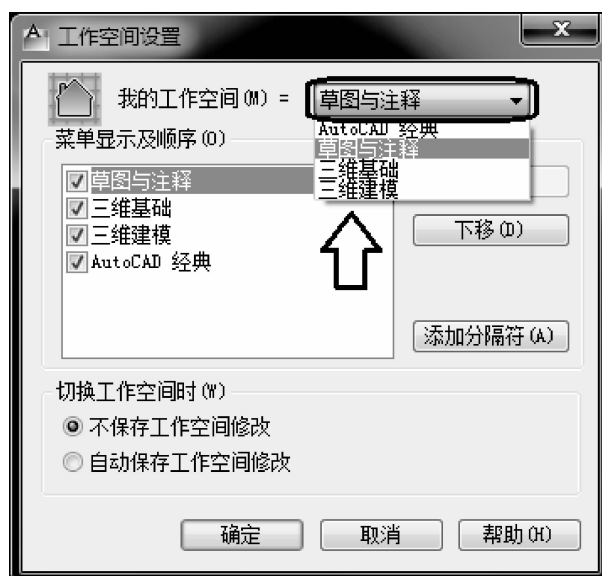 工作空间设置
我的工作空间(M) = 草图与注释
AutoCAD 经典
草图与注释
三维基础
三维建模
菜单显示及顺序(O)
草图与注释
三维基础
三维建模
AutoCAD 经典
下移(D)
添加分隔符(A)
切换工作空间时(W)
不保存工作空间修改
自动保存工作空间修改
确定 取消 帮助(H)